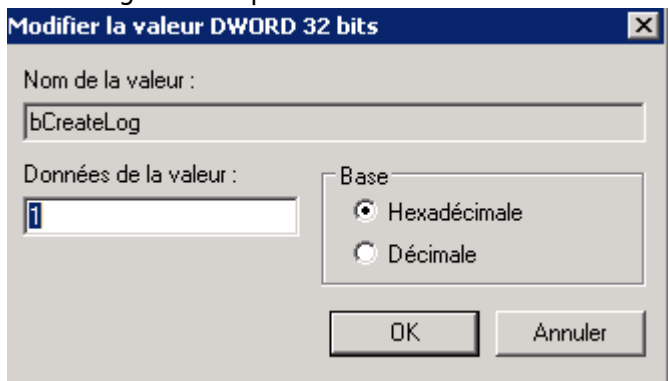 Modifier la valeur DWORD 32 bits
Nom de la valeur :
bCreateLog
Données de la valeur :
1
Base
Hexadécimale
Décimale
OK
Annuler